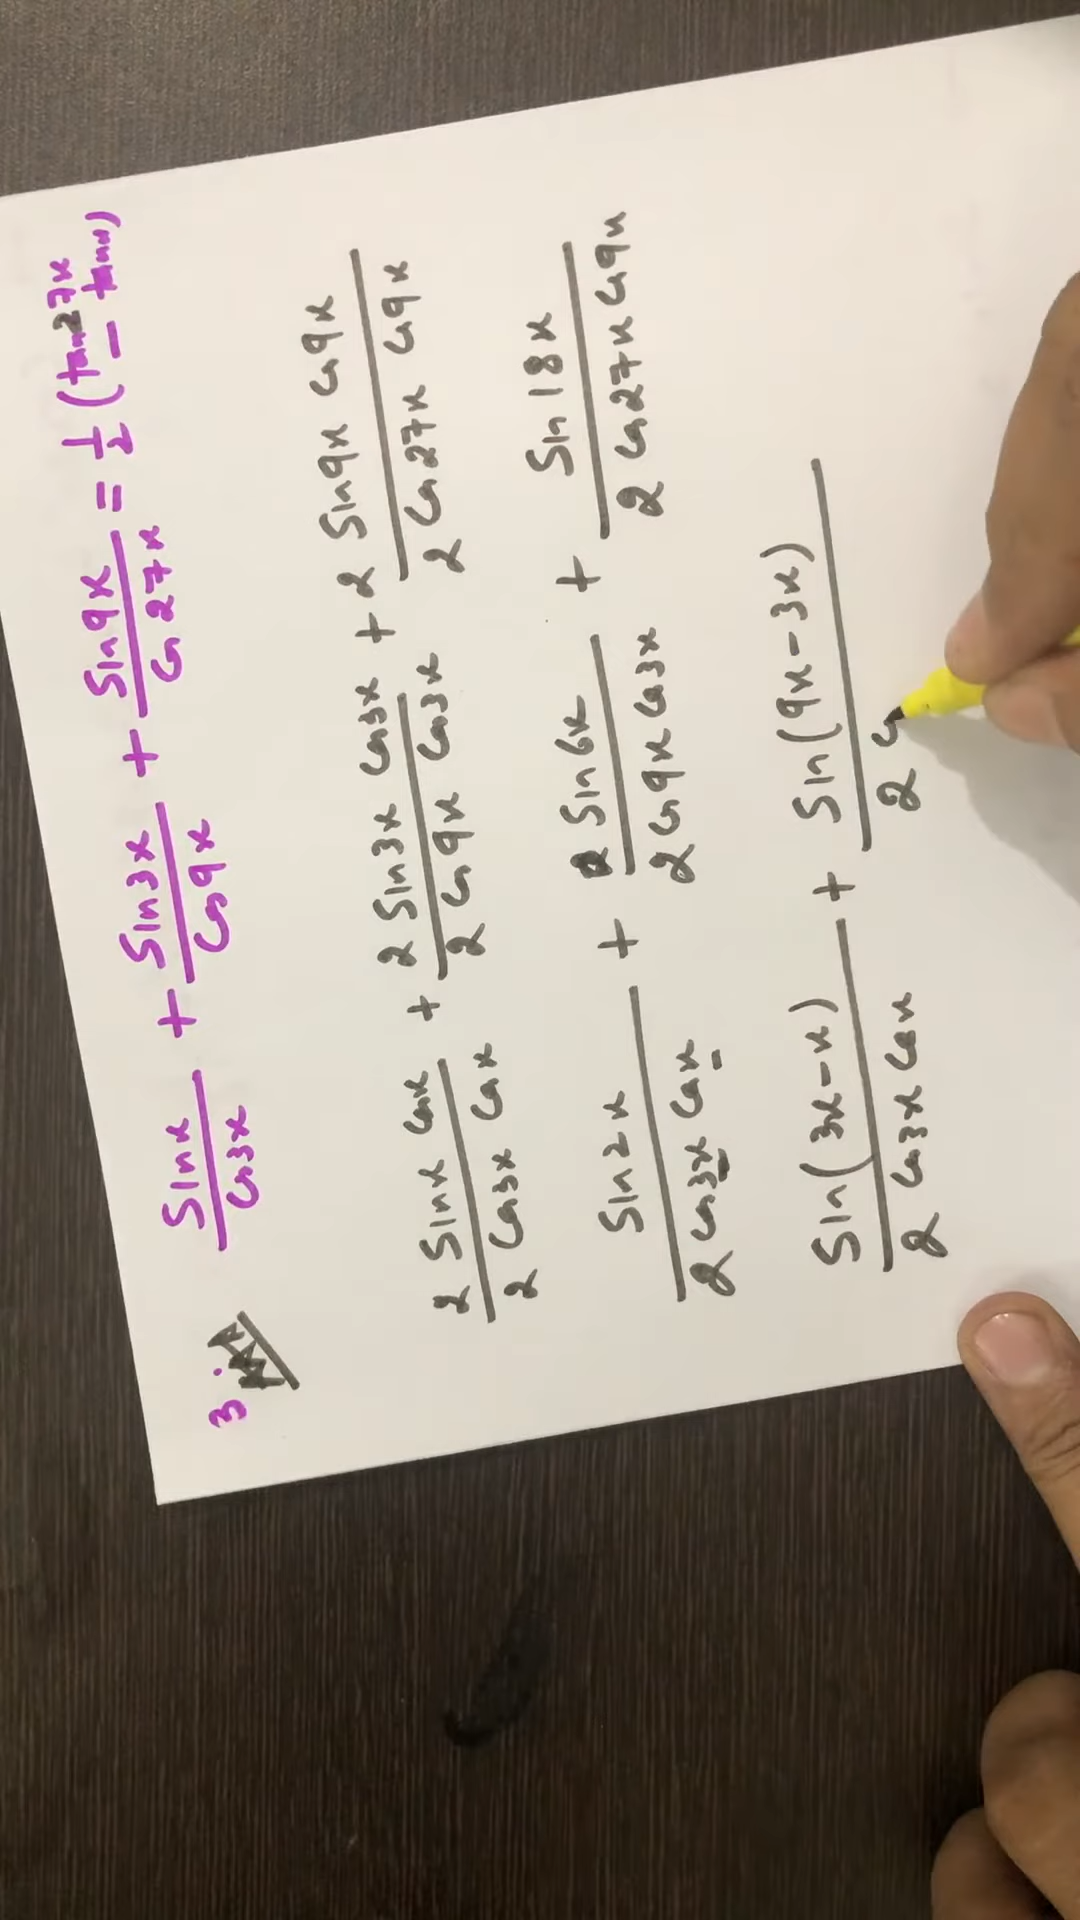 3. Sinx/Cos3x + Sin3x/Cos9x + Sin9x/Cos27x = 1/2 (tan27x - tanx)
2 Sinx Cosx/2 Cos3x Cosx + 2 Sin3x Cos3x/2 Cos9x Cos3x + 2 Sin9x Cos9x/2 Cos27x Cos9x
Sin2x/2 Cos3x Cosx + Sin6x/2 Cos9x Cos3x + Sin18x/2 Cos27x Cos9x
Sin(3x-x)/2 Cos3x Cosx + Sin(9x-3x)/2 C